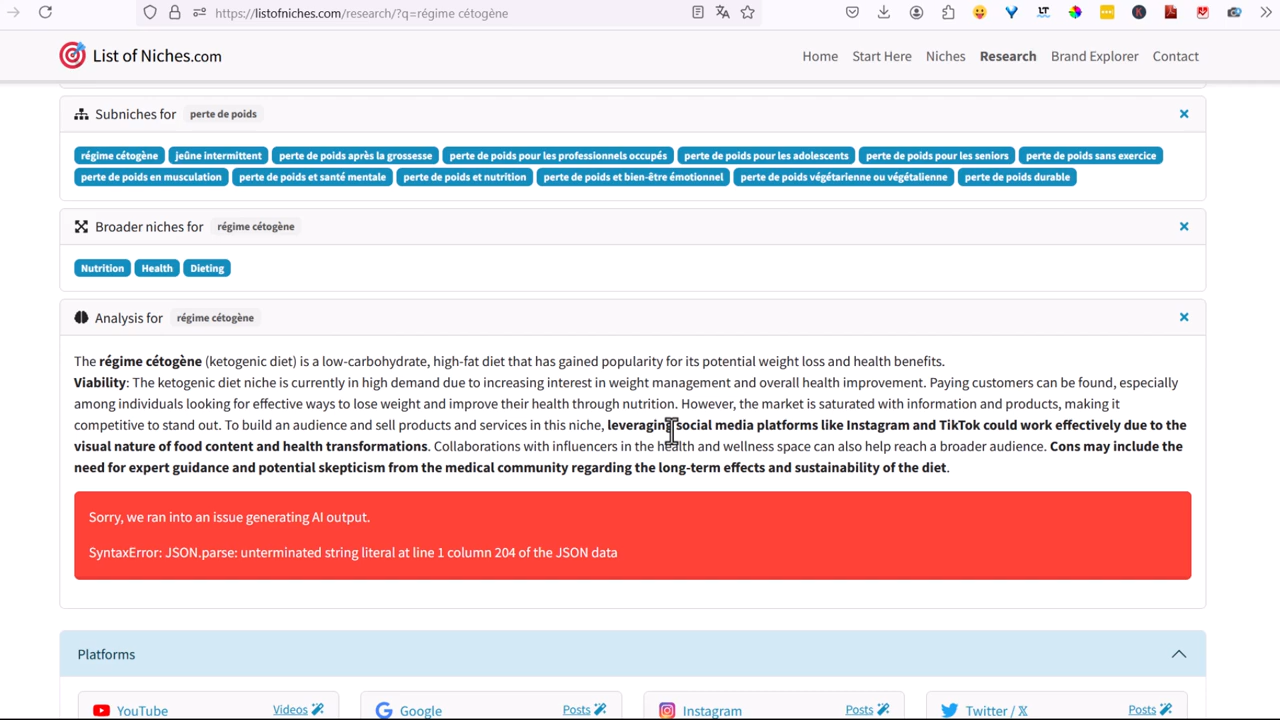 https://listofniches.com/research/?q=régime cétogène
List of Niches.com
Home Start Here Niches Research Brand Explorer Contact
Subniches for perte de poids
régime cétogène jeûne intermittent perte de poids après la grossesse perte de poids pour les professionnels occupés perte de poids pour les adolescents perte de poids pour les seniors perte de poids sans exercice
perte de poids en musculation perte de poids et santé mentale perte de poids et nutrition perte de poids et bien-être émotionnel perte de poids végétarienne ou végétalienne perte de poids durable
Broader niches for régime cétogène
Nutrition Health Dieting
Analysis for régime cétogène
The régime cétogène (ketogenic diet) is a low-carbohydrate, high-fat diet that has gained popularity for its potential weight loss and health benefits.
Viability: The ketogenic diet niche is currently in high demand due to increasing interest in weight management and overall health improvement. Paying customers can be found, especially
among individuals looking for effective ways to lose weight and improve their health through nutrition. However, the market is saturated with information and products, making it
competitive to stand out. To build an audience and sell products and services in this niche, leveraging social media platforms like Instagram and TikTok could work effectively due to the
visual nature of food content and health transformations. Collaborations with influencers in the health and wellness space can also help reach a broader audience. Cons may include the
need for expert guidance and potential skepticism from the medical community regarding the long-term effects and sustainability of the diet.
Sorry, we ran into an issue generating AI output.
SyntaxError: JSON.parse: unterminated string literal at line 1 column 204 of the JSON data
Platforms
YouTube Videos Google Posts Instagram Posts Twitter / 𝕏 Posts